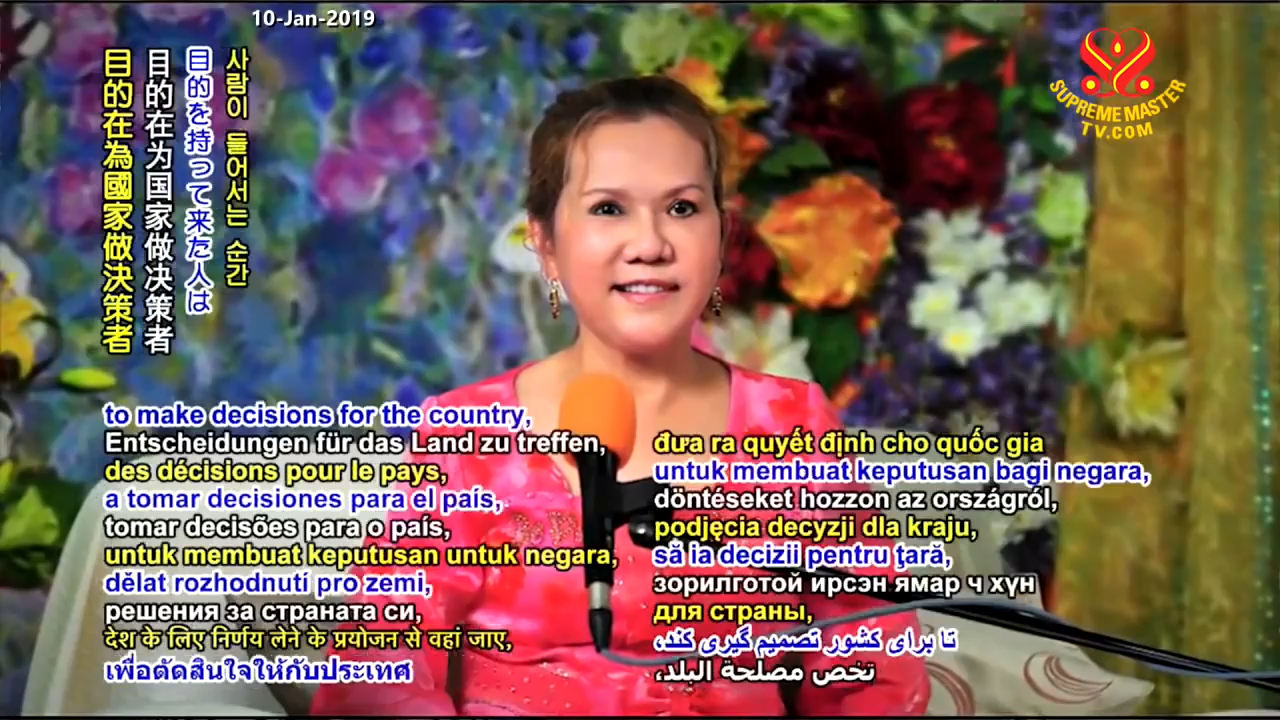 10-Jan-2019
SUPREME MASTER
TV.COM
사람이 들어서는 순간
目的を持って来た人は
目的在为国家做决策者
目的在為國家做決策者
to make decisions for the country,
Entscheidungen für das Land zu treffen,
des décisions pour le pays,
a tomar decisiones para el país,
tomar decisões para o país,
untuk membuat keputusan untuk negara,
dělat rozhodnutí pro zemi,
решения за страната си,
देश के लिए निर्णय लेने के प्रयोजन से वहां जाए,
เพื่อตัดสินใจให้กับประเทศ
đưa ra quyết định cho quốc gia
untuk membuat keputusan bagi negara,
döntéseket hozzon az országról,
podjęcia decyzji dla kraju,
să ia decizii pentru ţară,
зорилготой ирсэн ямар ч хүн
для страны,
تا برای کشور تصمیم گیری کند،
تخص مصلحة البلد،